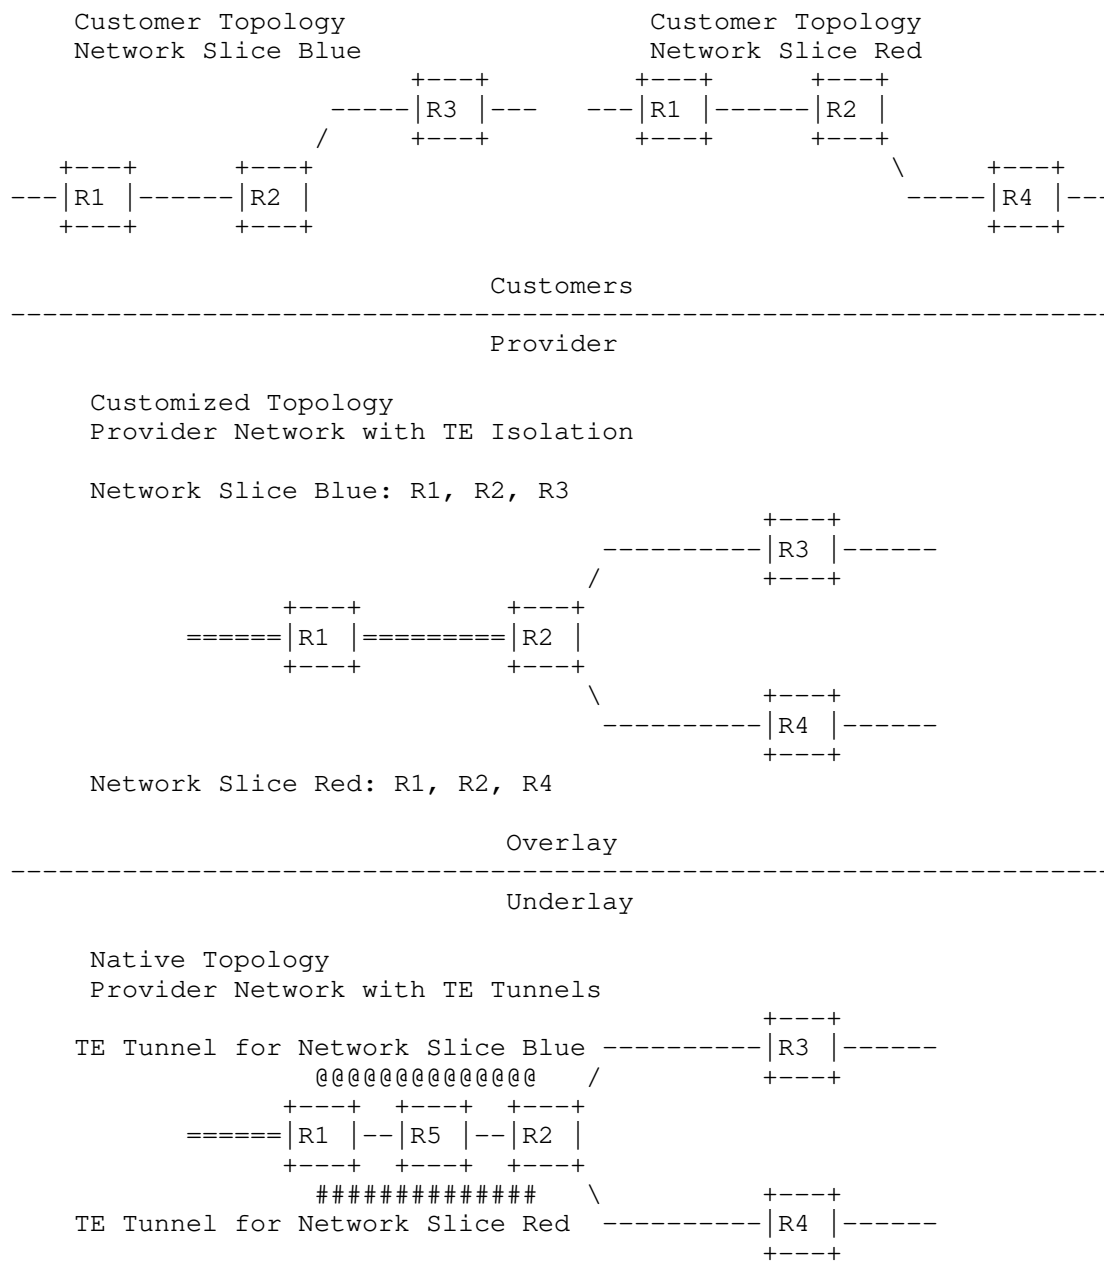 Customer Topology                   Customer Topology
    Network Slice Blue                  Network Slice Red
                         +---+         +---+      +---+
                    -----|R3 |---   ---|R1 |------|R2 |
                   /     +---+         +---+      +---+
   +---+      +---+                                    \     +---+
---|R1 |------|R2 |                                     -----|R4 |---
   +---+      +---+                                          +---+

                              Customers
---------------------------------------------------------------------
                              Provider

     Customized Topology
     Provider Network with TE Isolation

     Network Slice Blue: R1, R2, R3
                                               +---+
                                     ----------|R3 |------
                                    /          +---+
                 +---+         +---+
           ======|R1 |=========|R2 |
                 +---+         +---+
                                    \          +---+
                                     ----------|R4 |------
                                               +---+
     Network Slice Red: R1, R2, R4

                               Overlay
---------------------------------------------------------------------
                               Underlay

     Native Topology
     Provider Network with TE Tunnels
                                               +---+
    TE Tunnel for Network Slice Blue ----------|R3 |------
                   @@@@@@@@@@@@@@   /          +---+
                 +---+  +---+  +---+
           ======|R1 |--|R5 |--|R2 |
                 +---+  +---+  +---+
                   ##############   \          +---+
    TE Tunnel for Network Slice Red  ----------|R4 |------
                                               +---+